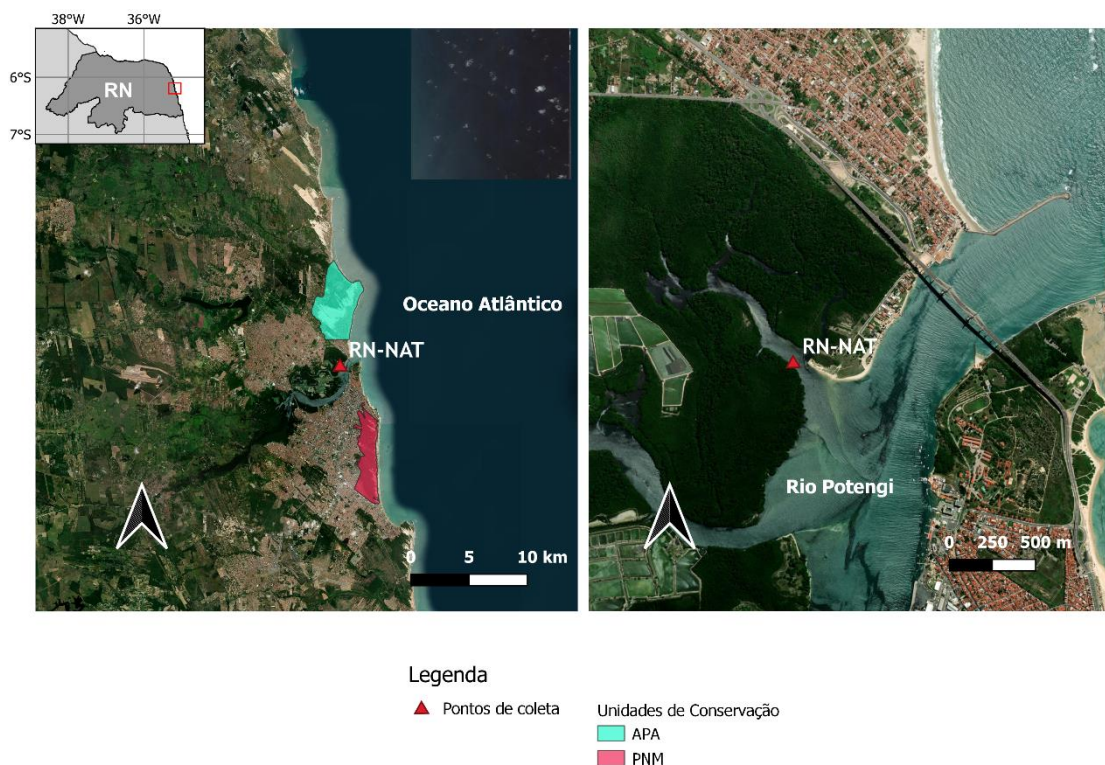 38°W 36°W
6°S
RN
7°S
Oceano Atlântico
RN-NAT
0 5 10 km
RN-NAT
Rio Potengi
0 250 500 m
Legenda
Pontos de coleta
Unidades de Conservação
APA
PNM